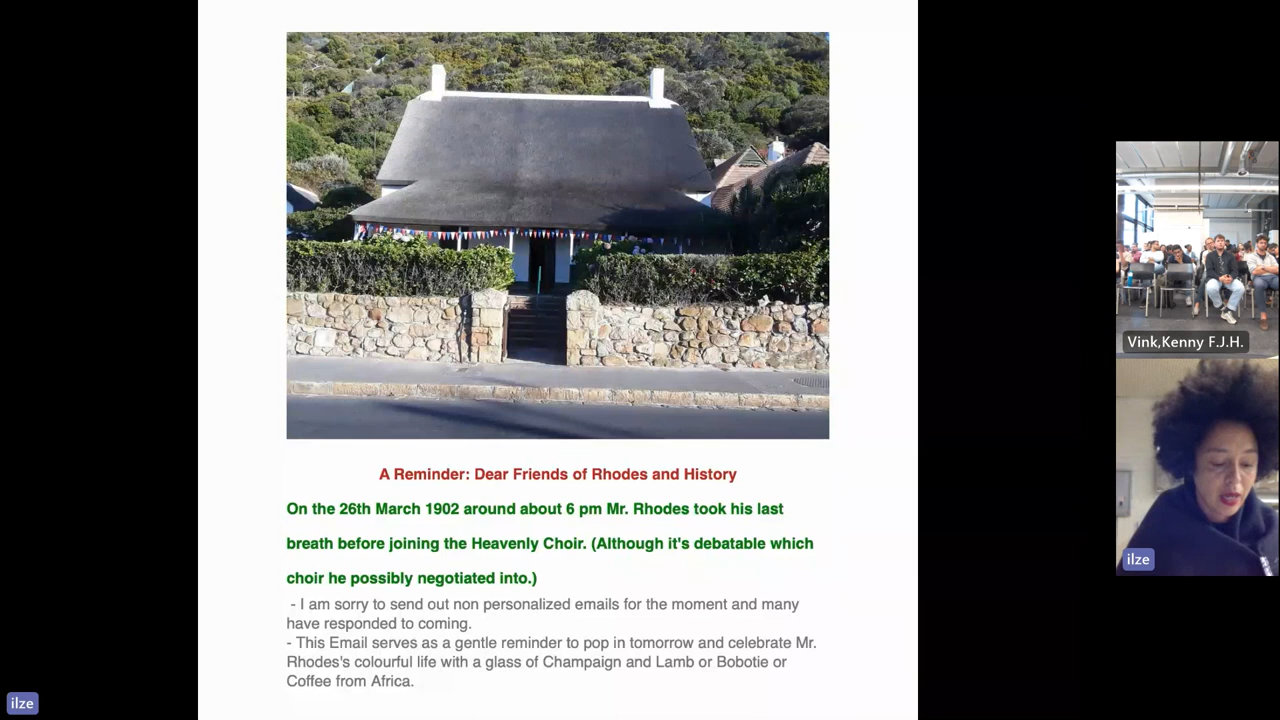 A Reminder: Dear Friends of Rhodes and History
On the 26th March 1902 around about 6 pm Mr. Rhodes took his last
breath before joining the Heavenly Choir. (Although it's debatable which
choir he possibly negotiated into.)
- I am sorry to send out non personalized emails for the moment and many
have responded to coming.
- This Email serves as a gentle reminder to pop in tomorrow and celebrate Mr.
Rhodes's colourful life with a glass of Champaign and Lamb or Bobotie or
Coffee from Africa.
Vink,Kenny F.J.H.
ilze
ilze